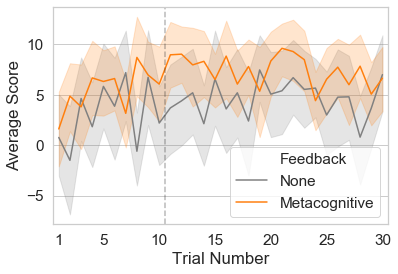 Average Score
10
5
0
−5
Feedback
None
Metacognitive
1 5 10 15 20 25 30
Trial Number